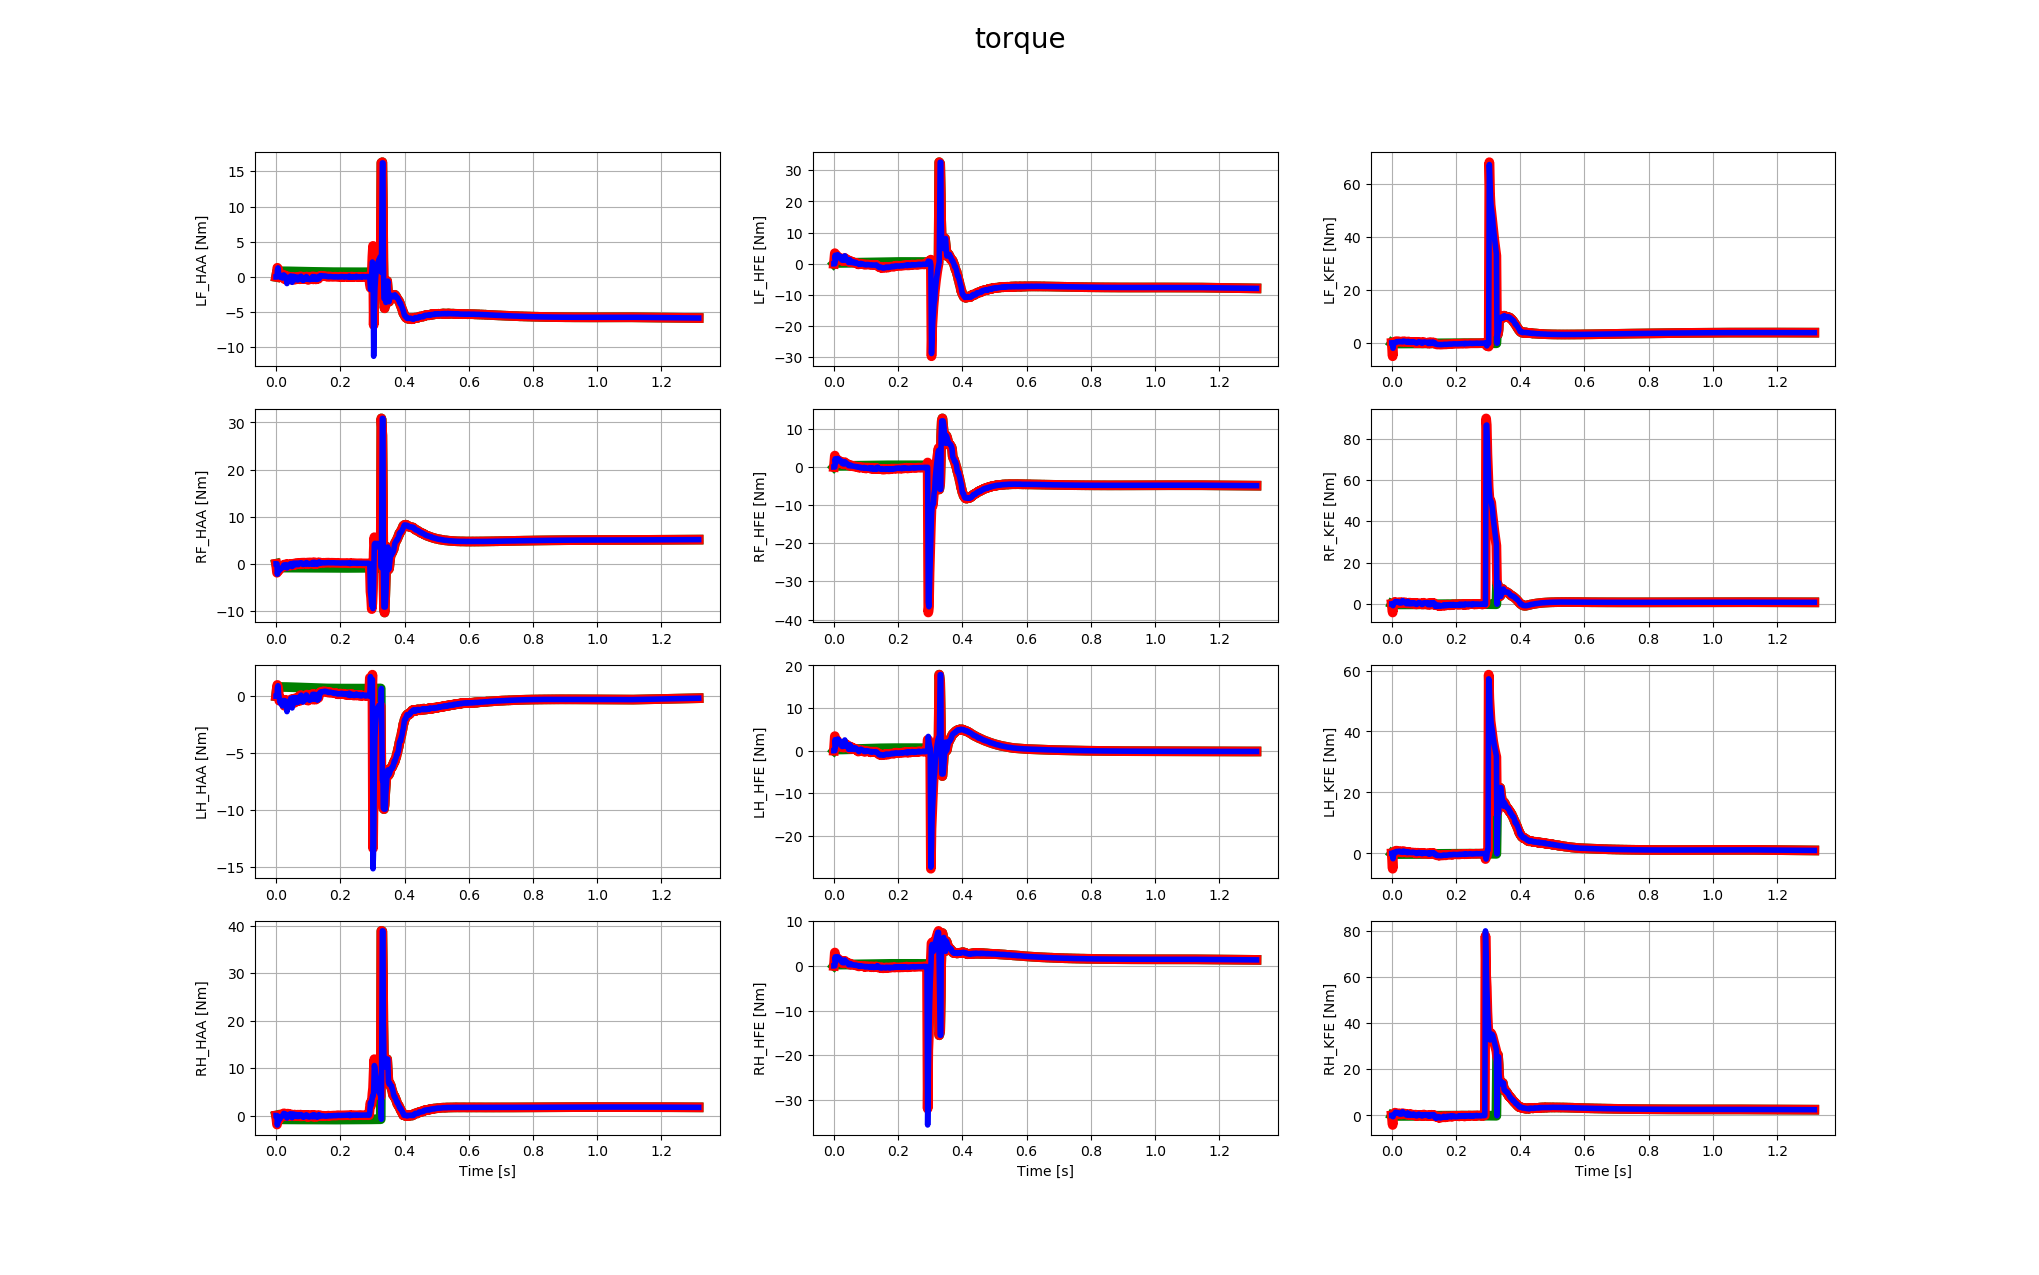 torque
LF_HAA [Nm]
15
10
5
0
−5
−10
0.0 0.2 0.4 0.6 0.8 1.0 1.2
LF_HFE [Nm]
30
20
10
0
−10
−20
−30
0.0 0.2 0.4 0.6 0.8 1.0 1.2
LF_KFE [Nm]
60
40
20
0
0.0 0.2 0.4 0.6 0.8 1.0 1.2
RF_HAA [Nm]
30
20
10
0
−10
0.0 0.2 0.4 0.6 0.8 1.0 1.2
RF_HFE [Nm]
10
0
−10
−20
−30
−40
0.0 0.2 0.4 0.6 0.8 1.0 1.2
RF_KFE [Nm]
80
60
40
20
0
0.0 0.2 0.4 0.6 0.8 1.0 1.2
LH_HAA [Nm]
0
−5
−10
−15
0.0 0.2 0.4 0.6 0.8 1.0 1.2
LH_HFE [Nm]
20
10
0
−10
−20
0.0 0.2 0.4 0.6 0.8 1.0 1.2
LH_KFE [Nm]
60
40
20
0
0.0 0.2 0.4 0.6 0.8 1.0 1.2
RH_HAA [Nm]
40
30
20
10
0
0.0 0.2 0.4 0.6 0.8 1.0 1.2
Time [s]
RH_HFE [Nm]
10
0
−10
−20
−30
0.0 0.2 0.4 0.6 0.8 1.0 1.2
Time [s]
RH_KFE [Nm]
80
60
40
20
0
0.0 0.2 0.4 0.6 0.8 1.0 1.2
Time [s]